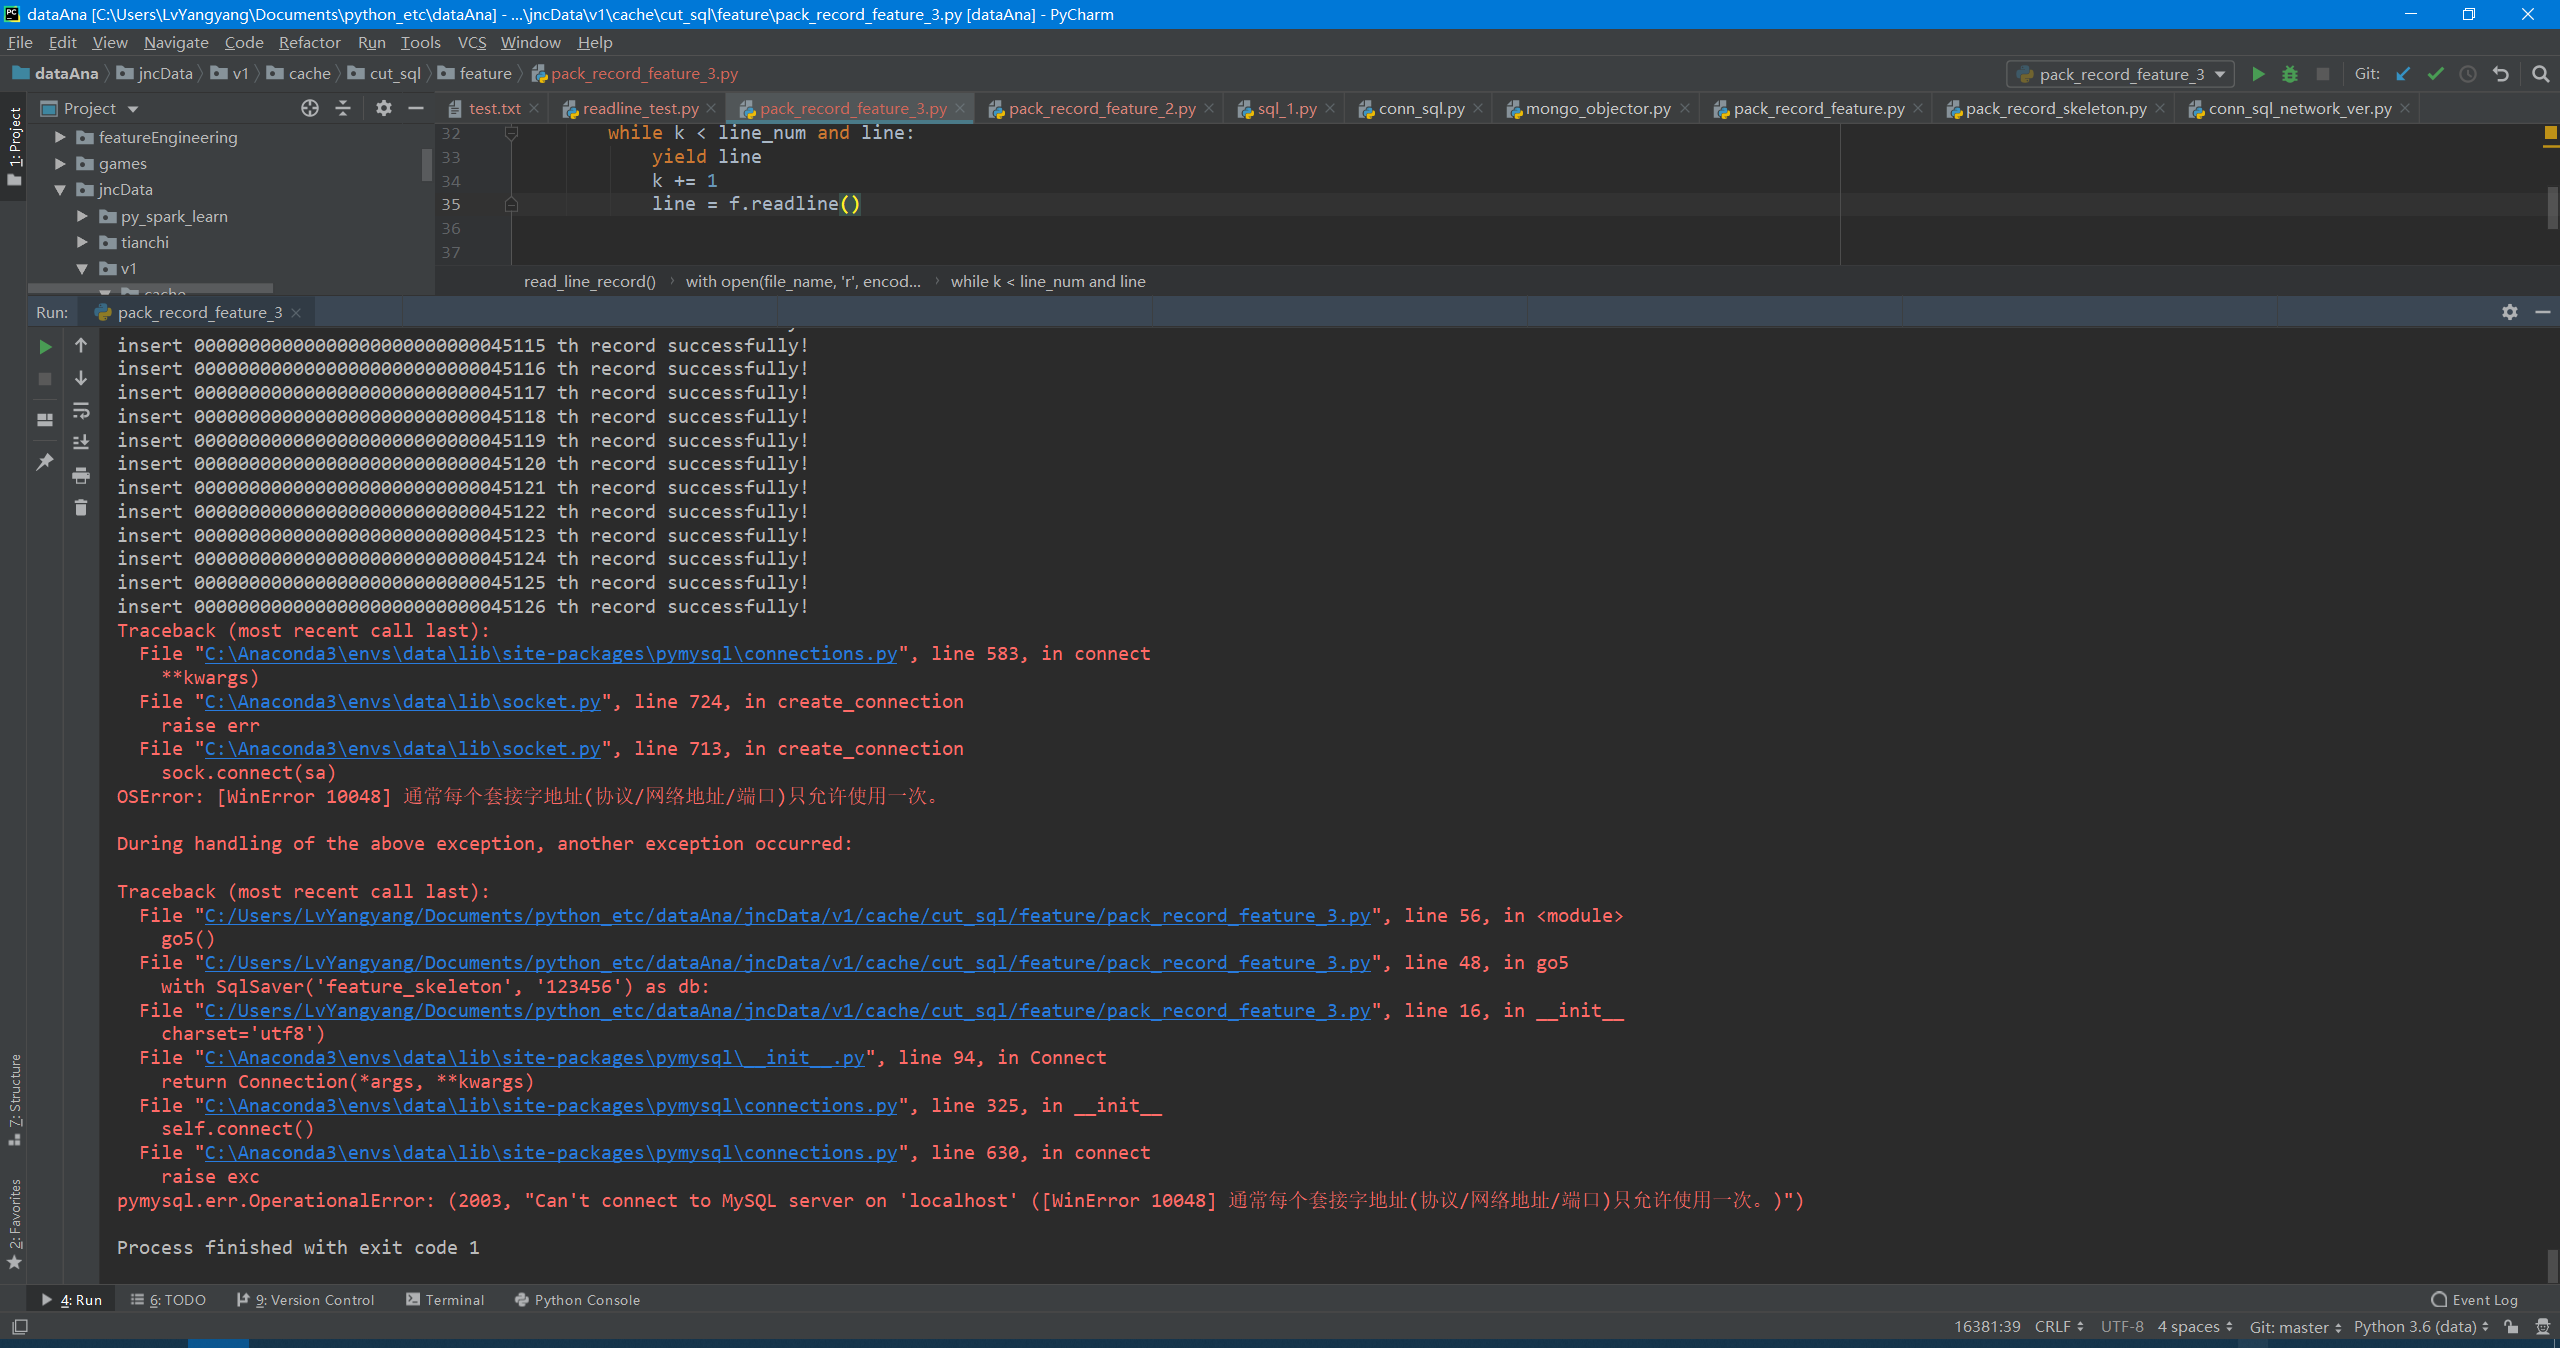 dataAna [C:\Users\LvYangyang\Documents\python_etc\dataAna] - ...\jncData\v1\cache\cut_sql\feature\pack_record_feature_3.py [dataAna] - PyCharm
File Edit View Navigate Code Refactor Run Tools VCS Window Help
dataAna jncData v1 cache cut_sql feature pack_record_feature_3.py
pack_record_feature_3 Git:
Project
test.txt readline_test.py pack_record_feature_3.py pack_record_feature_2.py sql_1.py conn_sql.py mongo_objector.py pack_record_feature.py pack_record_skeleton.py conn_sql_network_ver.py
1: Project
featureEngineering
games
jncData
py_spark_learn
tianchi
v1
cache
32 while k < line_num and line:
33 yield line
34 k += 1
35 line = f.readline()
36
37
read_line_record() › with open(file_name, 'r', encod... › while k < line_num and line
Run: pack_record_feature_3
insert 00000000000000000000000000045115 th record successfully!
insert 00000000000000000000000000045116 th record successfully!
insert 00000000000000000000000000045117 th record successfully!
insert 00000000000000000000000000045118 th record successfully!
insert 00000000000000000000000000045119 th record successfully!
insert 00000000000000000000000000045120 th record successfully!
insert 00000000000000000000000000045121 th record successfully!
insert 00000000000000000000000000045122 th record successfully!
insert 00000000000000000000000000045123 th record successfully!
insert 00000000000000000000000000045124 th record successfully!
insert 00000000000000000000000000045125 th record successfully!
insert 00000000000000000000000000045126 th record successfully!
Traceback (most recent call last):
File "C:\Anaconda3\envs\data\lib\site-packages\pymysql\connections.py", line 583, in connect
**kwargs)
File "C:\Anaconda3\envs\data\lib\socket.py", line 724, in create_connection
raise err
File "C:\Anaconda3\envs\data\lib\socket.py", line 713, in create_connection
sock.connect(sa)
OSError: [WinError 10048] 通常每个套接字地址(协议/网络地址/端口)只允许使用一次。
During handling of the above exception, another exception occurred:
Traceback (most recent call last):
File "C:/Users/LvYangyang/Documents/python_etc/dataAna/jncData/v1/cache/cut_sql/feature/pack_record_feature_3.py", line 56, in <module>
go5()
File "C:/Users/LvYangyang/Documents/python_etc/dataAna/jncData/v1/cache/cut_sql/feature/pack_record_feature_3.py", line 48, in go5
with SqlSaver('feature_skeleton', '123456') as db:
File "C:/Users/LvYangyang/Documents/python_etc/dataAna/jncData/v1/cache/cut_sql/feature/pack_record_feature_3.py", line 16, in __init__
charset='utf8')
File "C:\Anaconda3\envs\data\lib\site-packages\pymysql\__init__.py", line 94, in Connect
return Connection(*args, **kwargs)
File "C:\Anaconda3\envs\data\lib\site-packages\pymysql\connections.py", line 325, in __init__
self.connect()
File "C:\Anaconda3\envs\data\lib\site-packages\pymysql\connections.py", line 630, in connect
raise exc
pymysql.err.OperationalError: (2003, "Can't connect to MySQL server on 'localhost' ([WinError 10048] 通常每个套接字地址(协议/网络地址/端口)只允许使用一次。)")
Process finished with exit code 1
7: Structure
2: Favorites
4: Run 6: TODO 9: Version Control Terminal Python Console
Event Log
16381:39 CRLF UTF-8 4 spaces Git: master Python 3.6 (data)